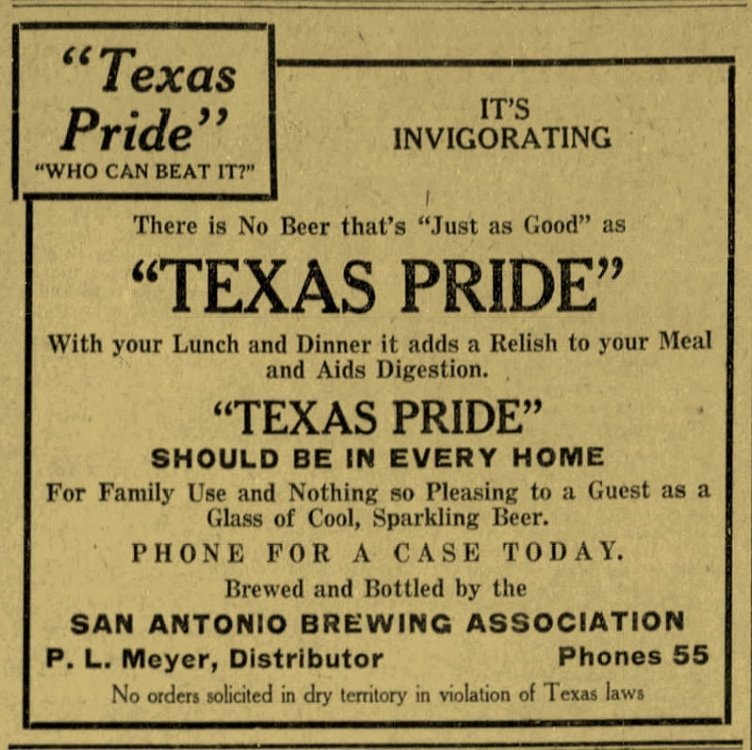 "Texas
Pride"
"WHO CAN BEAT IT?"
IT'S
INVIGORATING
There is No Beer that's "Just as Good" as
"TEXAS PRIDE"
With your Lunch and Dinner it adds a Relish to your Meal
and Aids Digestion.
"TEXAS PRIDE"
SHOULD BE IN EVERY HOME
For Family Use and Nothing so Pleasing to a Guest as a
Glass of Cool, Sparkling Beer.
PHONE FOR A CASE TODAY.
Brewed and Bottled by the
SAN ANTONIO BREWING ASSOCIATION
P. L. Meyer, Distributor Phones 55
No orders solicited in dry territory in violation of Texas laws